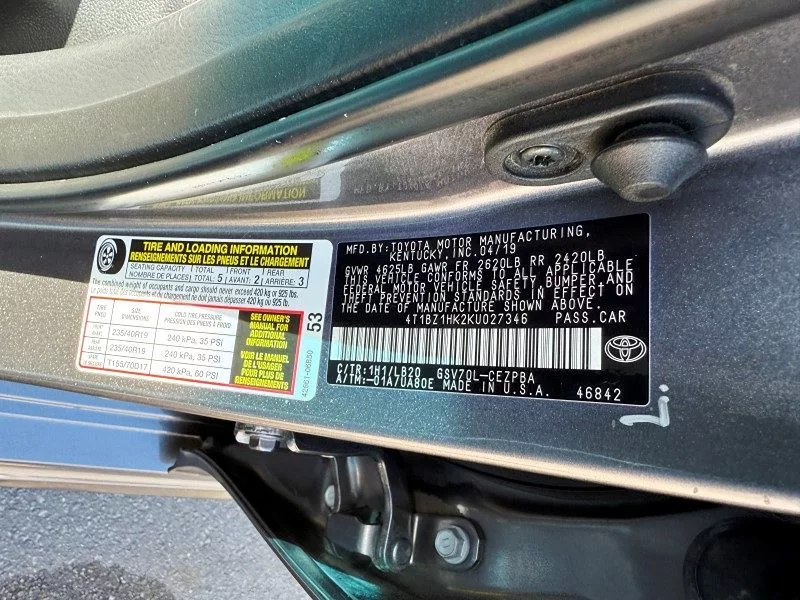 TIRE AND LOADING INFORMATION
RENSEIGNEMENTS SUR LES PNEUS ET LE CHARGEMENT
SEATING CAPACITY TOTAL FRONT REAR
NOMBRE DE PLACES: TOTAL: 5 AVANT: 2 ARRIÈRE: 3
The combined weight of occupants and cargo should never exceed 420 kg or 925 lbs.
Le poids total des occupants et du chargement ne doit jamais dépasser 420 kg ou 925 lb.
TIRE PNEU SIZE DIMENSIONS
235/40R19 240 kPa, 35 PSI
235/40R19 240 kPa, 35 PSI
T155/70D17 420 kPa, 60 PSI
SEE OWNER'S
MANUAL FOR
ADDITIONAL
INFORMATION
VOIR LE MANUEL
DE L'USAGER
POUR PLUS DE
RENSEIGNEMENTS
53
MFD.BY:TOYOTA MOTOR MANUFACTURING,
KENTUCKY, INC.04/19
GVWR 4625LB GAWR FR 2620LB RR 2420LB
THIS VEHICLE CONFORMS TO ALL APPLICABLE
FEDERAL MOTOR VEHICLE SAFETY, BUMPER, AND
THEFT PREVENTION STANDARDS IN EFFECT ON
THE DATE OF MANUFACTURE SHOWN ABOVE.
4T1BZ1HK2KU027346 PASS.CAR
C/TR:1H1/LB20 GSV70L-CEZPBA
A/TM:-01A/UA80E MADE IN U.S.A. 46842